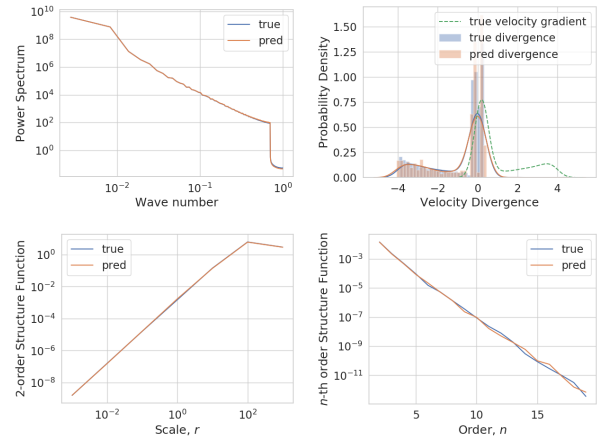 10^10
10^8
10^6
10^4
10^2
10^0
Power Spectrum
true
pred
10^−2
10^−1
10^0
Wave number
1.50
1.25
1.00
0.75
0.50
0.25
0.00
Probability Density
true velocity gradient
true divergence
pred divergence
−4
−2
0
2
4
Velocity Divergence
10^0
10^−2
10^−4
10^−6
10^−8
2-order Structure Function
true
pred
10^−2
10^0
10^2
Scale, r
10^−3
10^−5
10^−7
10^−9
10^−11
n-th order Structure Function
true
pred
5
10
15
Order, n